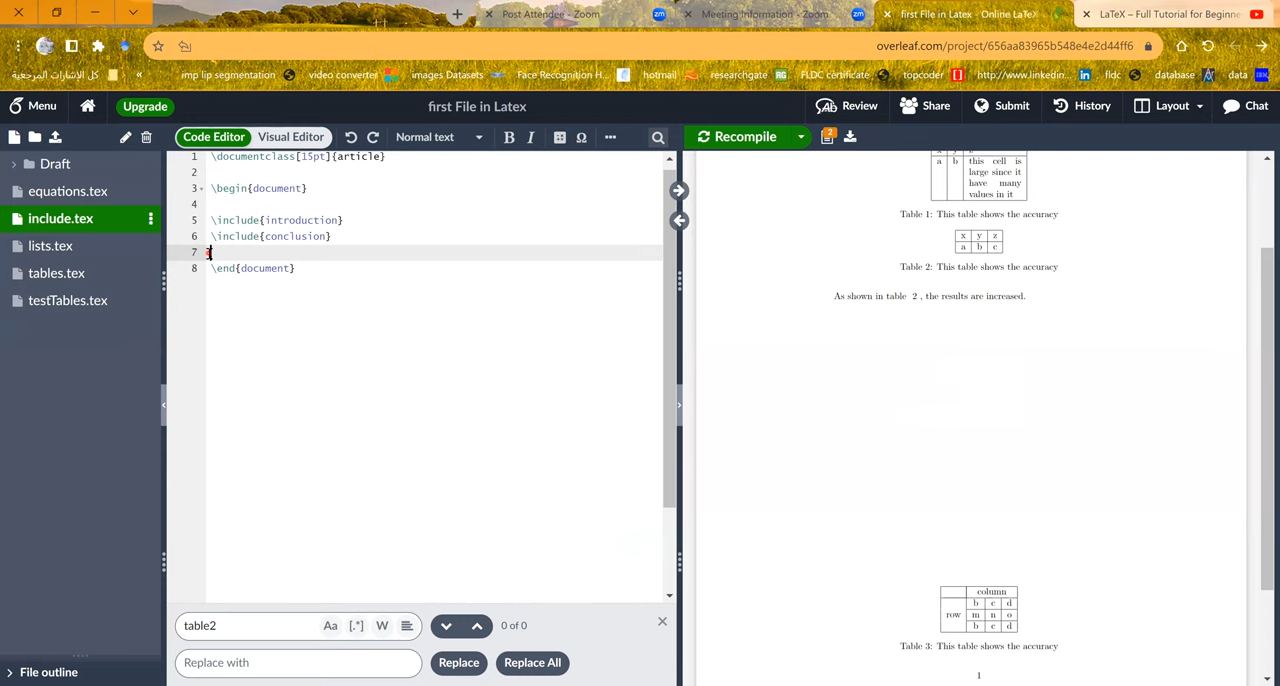 Post Attendee - Zoom
Meeting Information - Zoom
first File in Latex - Online LaTeX
LaTeX – Full Tutorial for Beginne
overleaf.com/project/656aa83965b548e4e2d44ff6
كل الإشارات المرجعية
«
imp lip segmentation
video converter
images Datasets
Face Recognition H...
hotmail
researchgate
FLDC certificate
topcoder
http://www.linkedin...
fldc
database
data
Menu
Upgrade
first File in Latex
Review
Share
Submit
History
Layout
Chat
Code Editor
Visual Editor
Normal text
B
I
Ω
Recompile
2
Draft
equations.tex
include.tex
lists.tex
tables.tex
testTables.tex
File outline
1 \documentclass[15pt]{article}
2
3 \begin{document}
4
5 \include{introduction}
6 \include{conclusion}
7
8 \end{document}
table2
Aa
[.*]
W
0 of 0
Replace with
Replace
Replace All
x y z
a b this cell is
large since it
have many
values in it
Table 1: This table shows the accuracy
x y z
a b c
Table 2: This table shows the accuracy
As shown in table 2 , the results are increased.
column
b c d
row m n o
b c d
Table 3: This table shows the accuracy
1